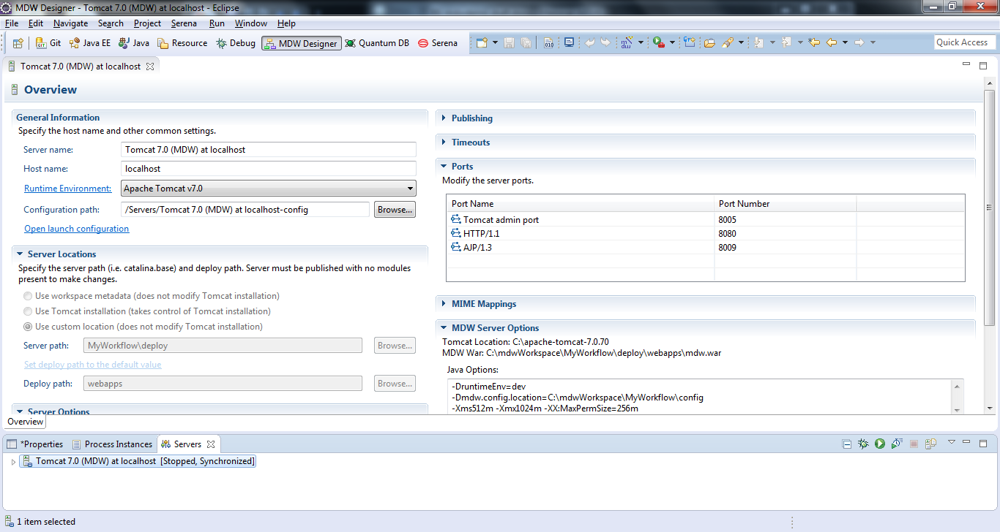 MDW Designer - Tomcat 7.0 (MDW) at localhost - Eclipse
File Edit Navigate Search Project Serena Run Window Help
Git Java EE Java Resource Debug MDW Designer Quantum DB Serena Quick Access
Tomcat 7.0 (MDW) at localhost
Overview
General Information
Specify the host name and other common settings.
Server name: Tomcat 7.0 (MDW) at localhost
Host name: localhost
Runtime Environment: Apache Tomcat v7.0
Configuration path: /Servers/Tomcat 7.0 (MDW) at localhost-config Browse...
Open launch configuration
Server Locations
Specify the server path (i.e. catalina.base) and deploy path. Server must be published with no modules
present to make changes.
Use workspace metadata (does not modify Tomcat installation)
Use Tomcat installation (takes control of Tomcat installation)
Use custom location (does not modify Tomcat installation)
Server path: MyWorkflow\deploy Browse...
Set deploy path to the default value
Deploy path: webapps Browse...
Server Options
Publishing
Timeouts
Ports
Modify the server ports.
Port Name Port Number
Tomcat admin port 8005
HTTP/1.1 8080
AJP/1.3 8009
MIME Mappings
MDW Server Options
Tomcat Location: C:\apache-tomcat-7.0.70
MDW War: C:\mdwWorkspace\MyWorkflow\deploy\webapps\mdw.war
Java Options:
-DruntimeEnv=dev
-Dmdw.config.location=C:\mdwWorkspace\MyWorkflow\config
-Xms512m -Xmx1024m -XX:MaxPermSize=256m
Overview
*Properties Process Instances Servers
Tomcat 7.0 (MDW) at localhost [Stopped, Synchronized]
1 item selected